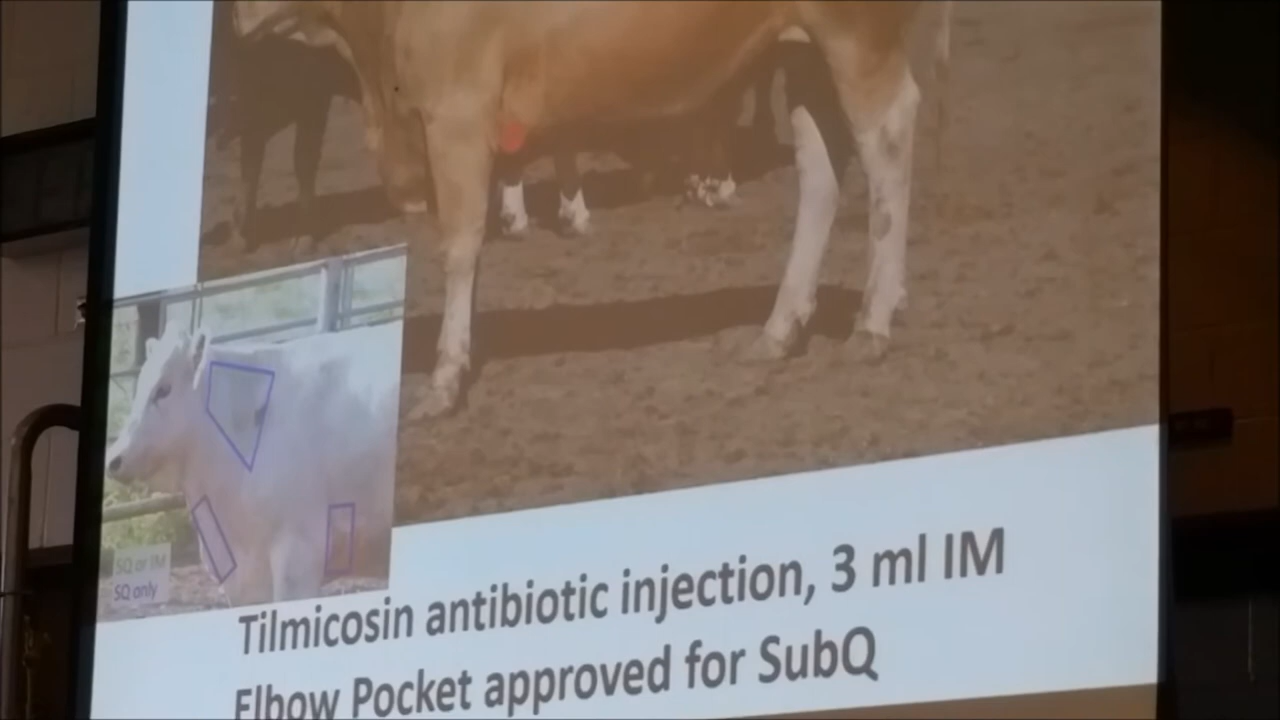 SQ or IM
SQ only
Tilmicosin antibiotic injection, 3 ml IM
Elbow Pocket approved for SubQ